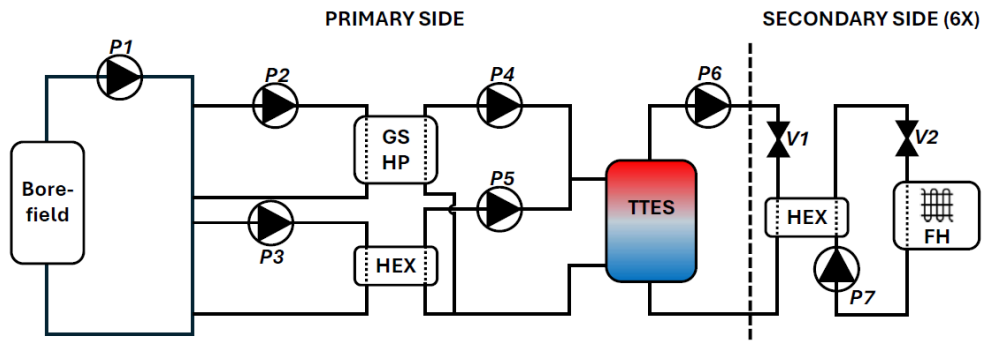 PRIMARY SIDE
SECONDARY SIDE (6X)
P1
P2
P4
P6
V1
V2
GS
HP
Bore-
field
P5
TTES
HEX
FH
P3
HEX
P7